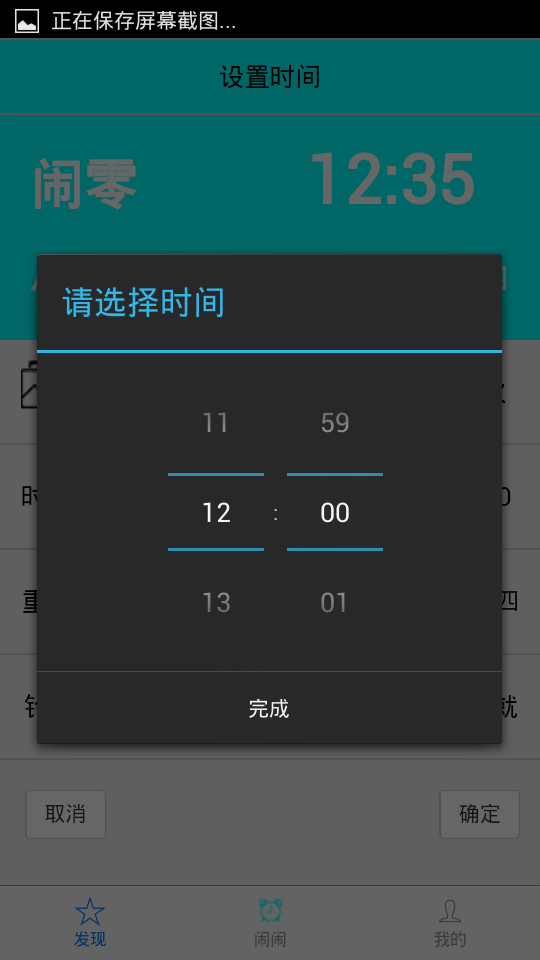 正在保存屏幕截图...
设置时间
闹零 12:35
请选择时间
11 59
12 : 00
13 01
完成
取消 确定
发现 闹闹 我的